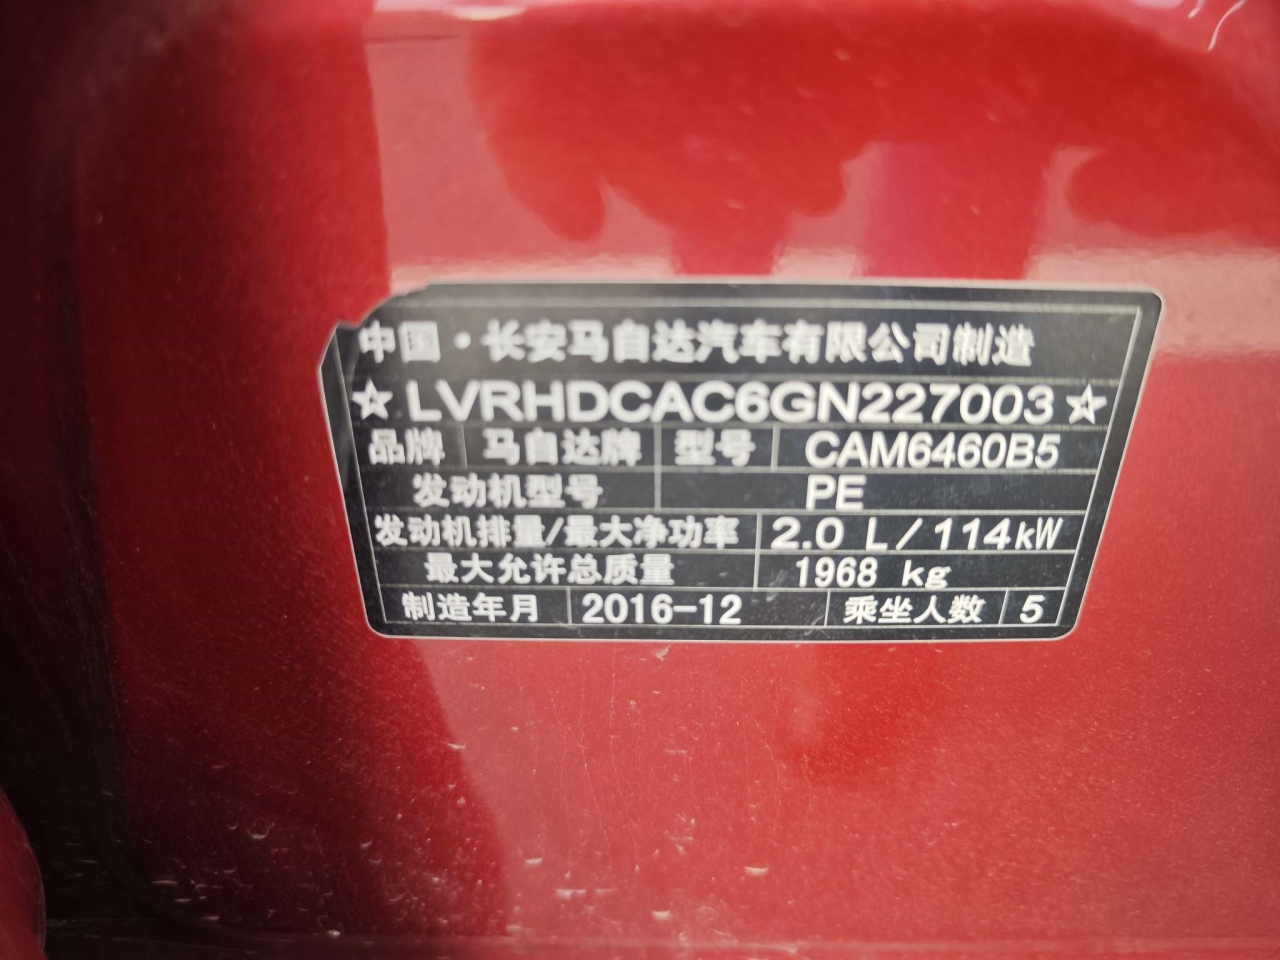 中国·长安马自达汽车有限公司制造
☆LVRHDCAC6GN227003☆
品牌 马自达牌 型号 CAM6460B5
发动机型号 PE
发动机排量/最大净功率 2.0 L/114kW
最大允许总质量 1968 kg
制造年月 2016-12 乘坐人数 5